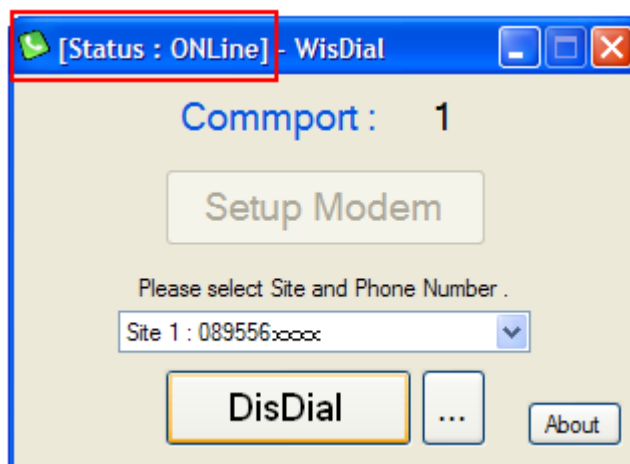 [Status : ONLine] - WisDial
Commport : 1
Setup Modem
Please select Site and Phone Number .
Site 1 : 089556xxxx
DisDial
...
About